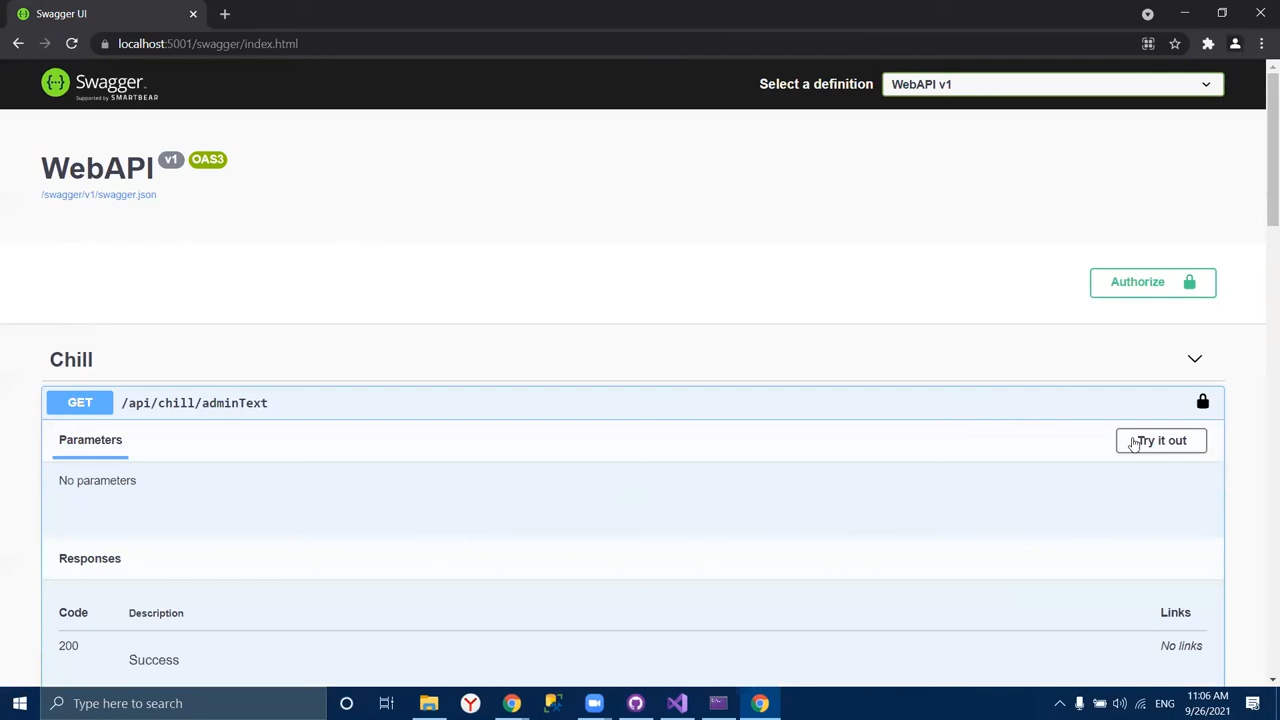 Swagger UI
localhost:5001/swagger/index.html
Swagger
Supported by SMARTBEAR
Select a definition
WebAPI v1
WebAPI v1 OAS3
/swagger/v1/swagger.json
Authorize
Chill
GET /api/chill/adminText
Parameters
Try it out
No parameters
Responses
Code Description Links
200 Success No links
Type here to search
ENG
11:06 AM
9/26/2021